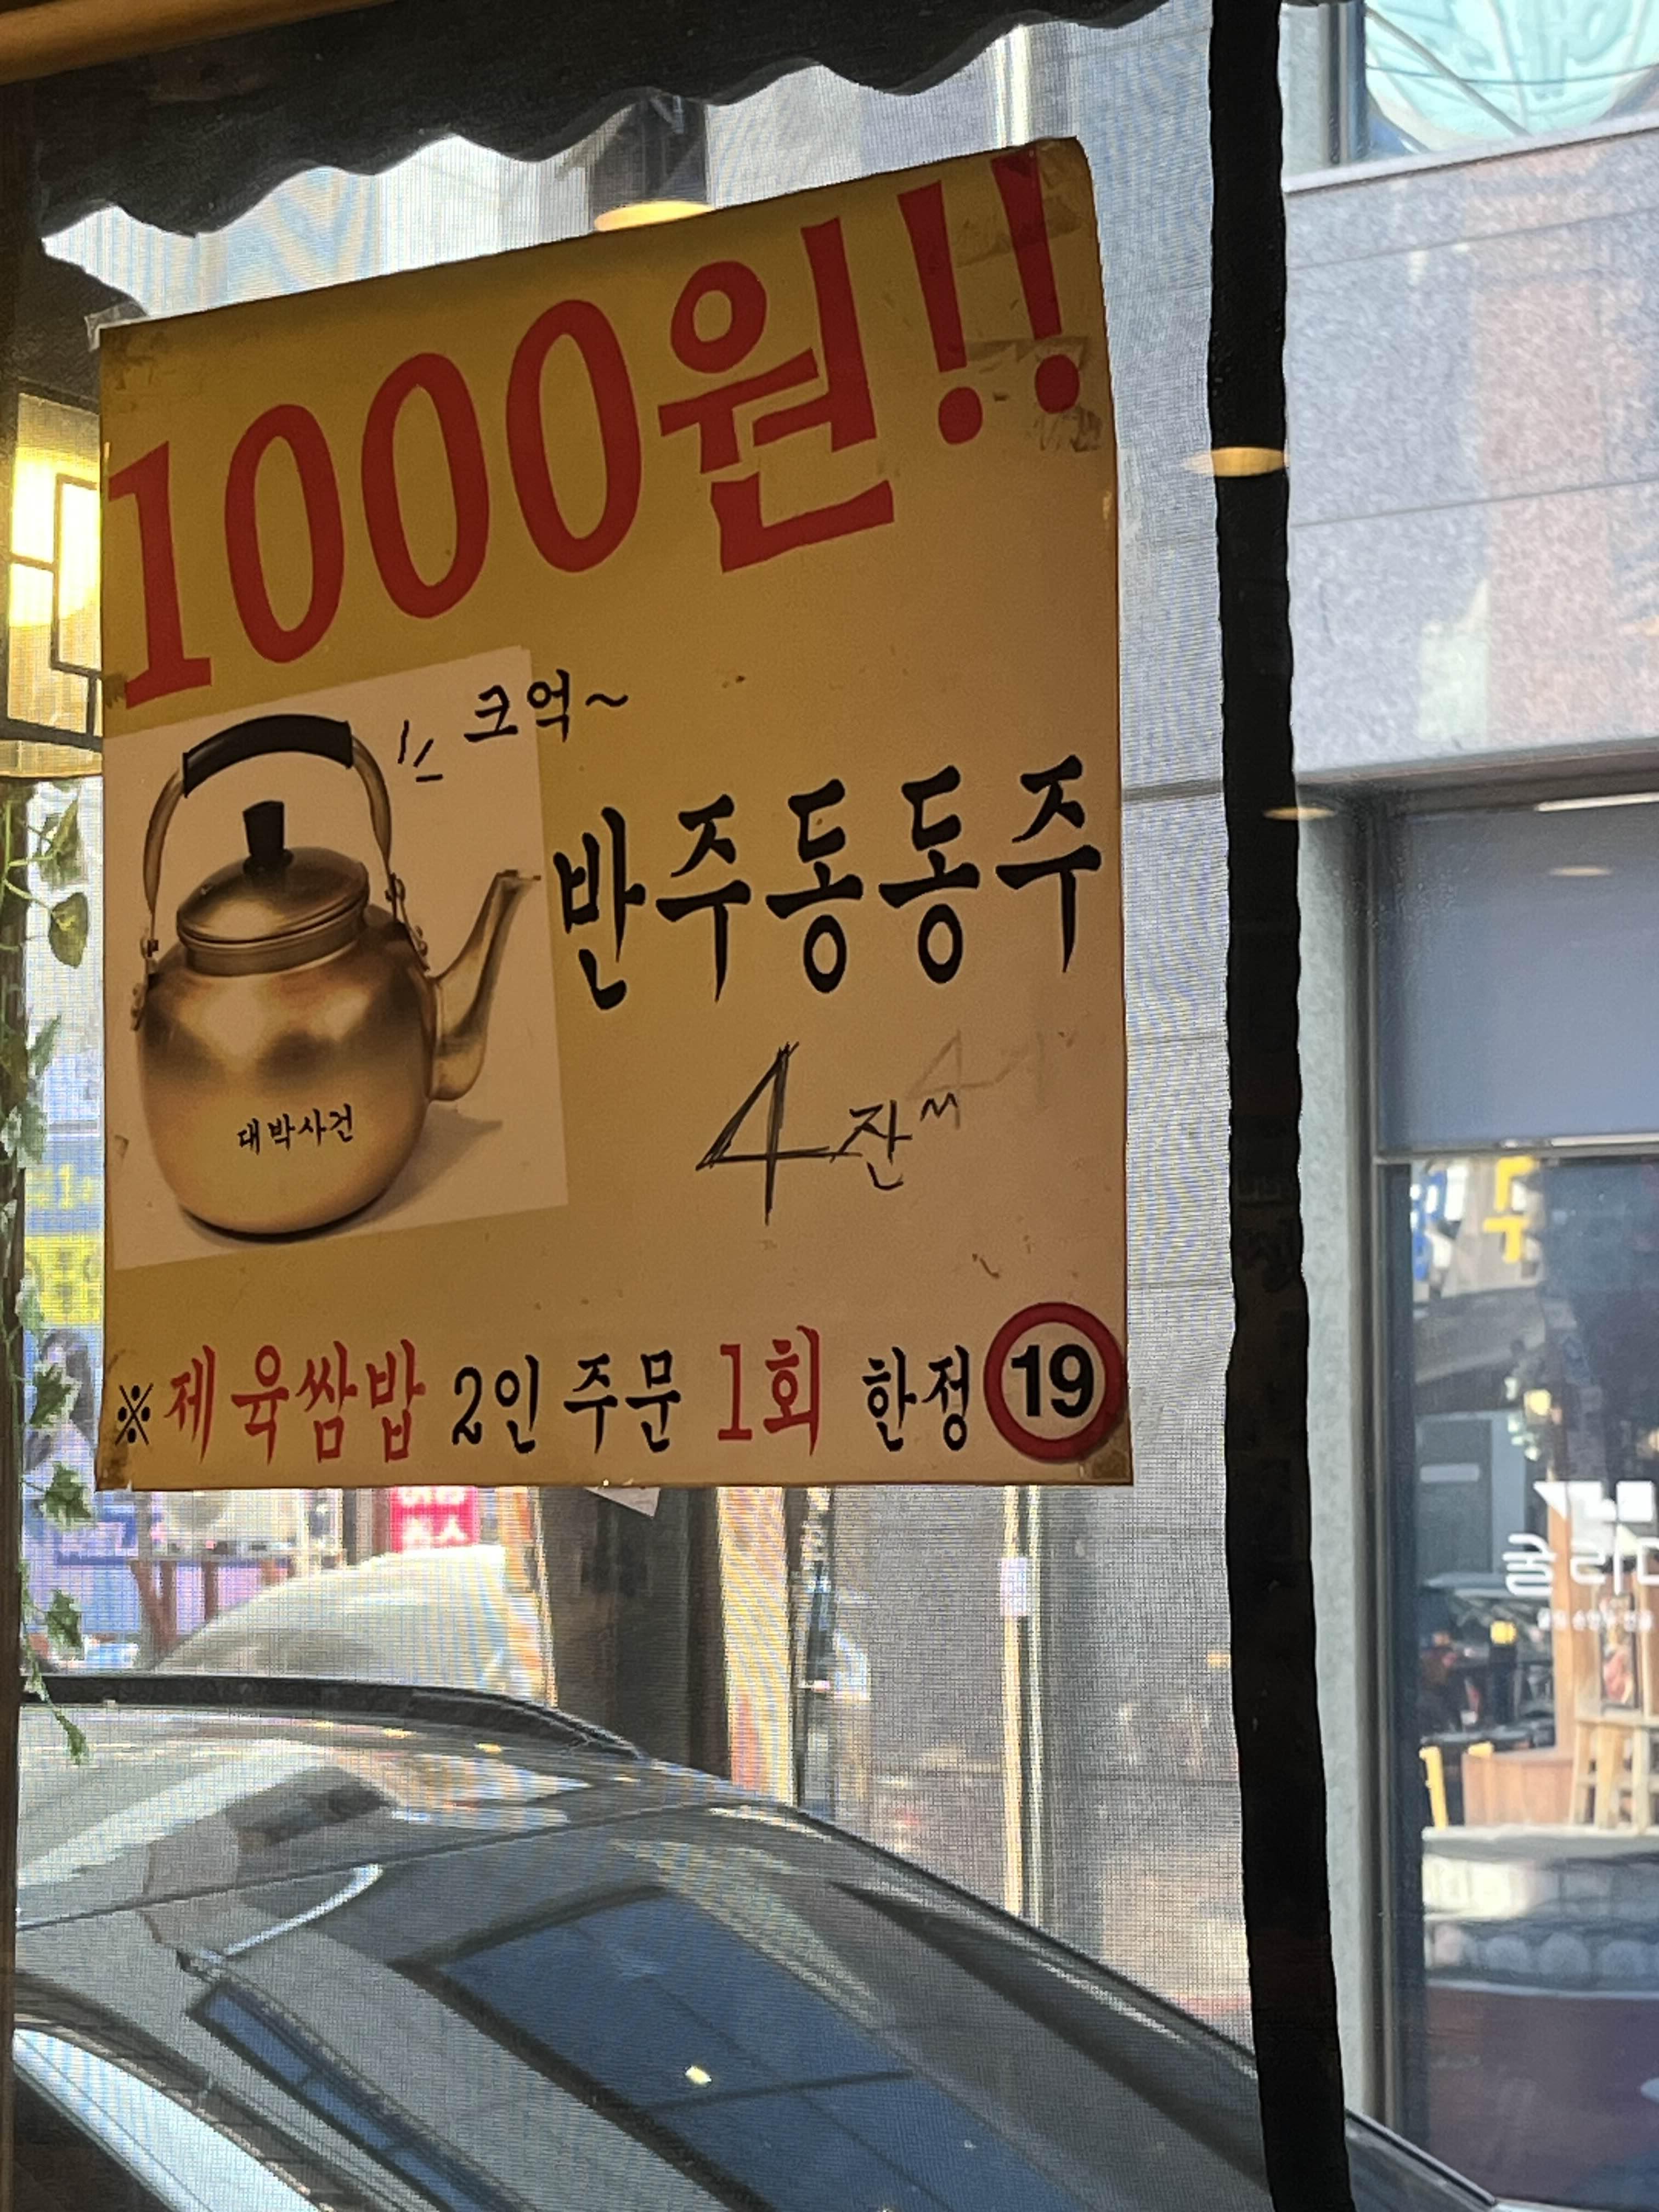 1000원!!
크억~
반주동동주
4잔
대박사건
※제육쌈밥 2인 주문 1회 한정 19